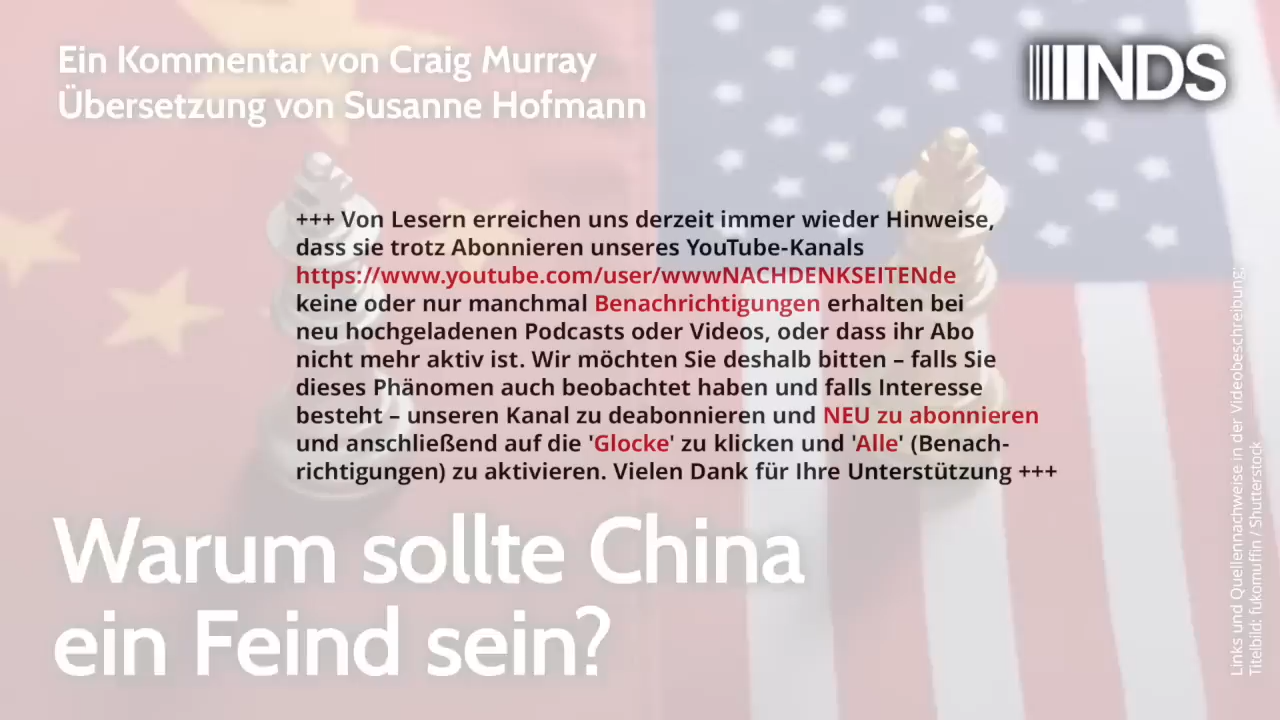 Ein Kommentar von Craig Murray
Übersetzung von Susanne Hofmann
NDS
+++ Von Lesern erreichen uns derzeit immer wieder Hinweise,
dass sie trotz Abonnieren unseres YouTube-Kanals
https://www.youtube.com/user/wwwNACHDENKSEITENde
keine oder nur manchmal Benachrichtigungen erhalten bei
neu hochgeladenen Podcasts oder Videos, oder dass ihr Abo
nicht mehr aktiv ist. Wir möchten Sie deshalb bitten – falls Sie
dieses Phänomen auch beobachtet haben und falls Interesse
besteht – unseren Kanal zu deabonnieren und NEU zu abonnieren
und anschließend auf die 'Glocke' zu klicken und 'Alle' (Benach-
richtigungen) zu aktivieren. Vielen Dank für Ihre Unterstützung +++
Warum sollte China
ein Feind sein?
Links und Quellennachweise in der Videobeschreibung;
Titelbild: fukomuffin / Shutterstock